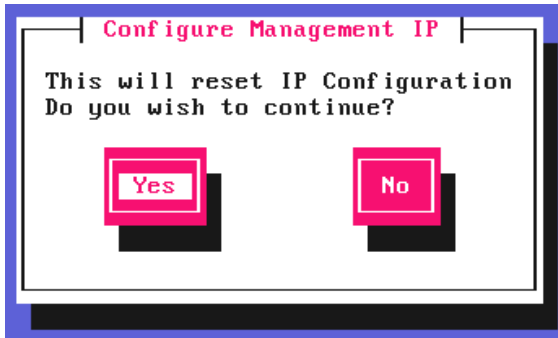 Configure Management IP
This will reset IP Configuration
Do you wish to continue?
Yes No